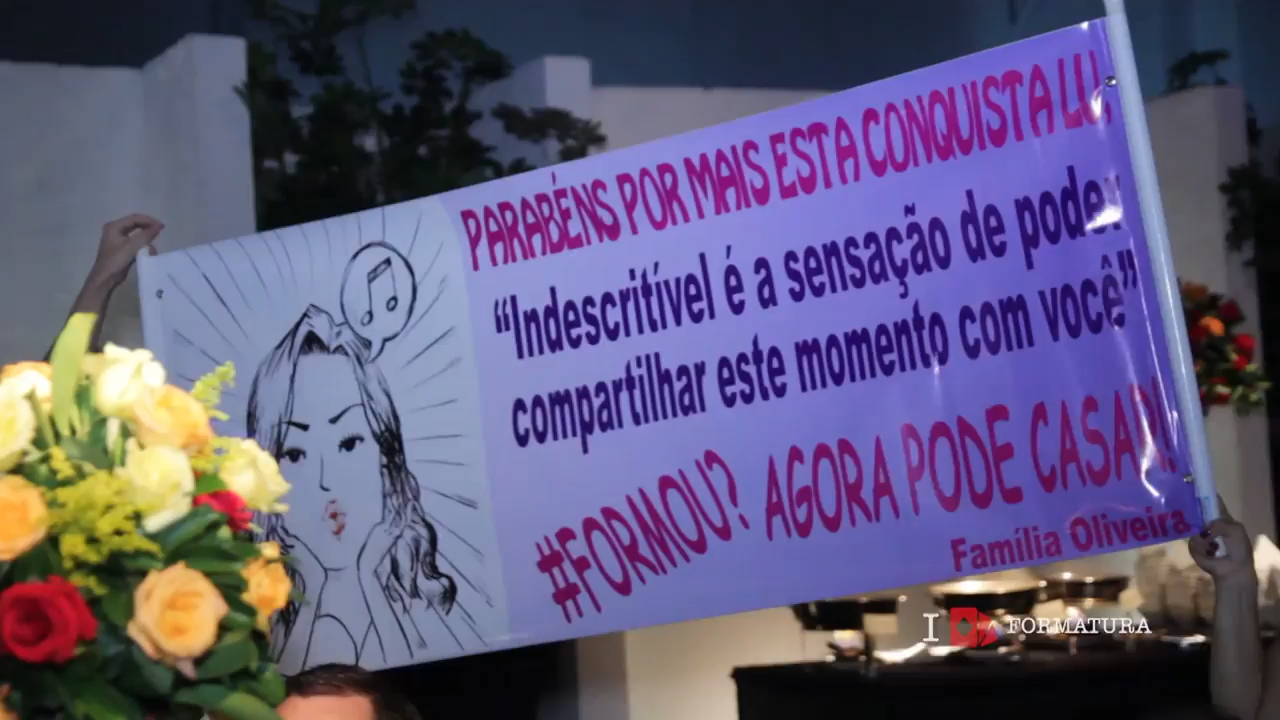 PARABÉNS POR MAIS ESTA CONQUISTA LU,
“Indescritível é a sensação de poder
compartilhar este momento com você”
#FORMOU? AGORA PODE CASAR!
Família Oliveira
I FORMATURA